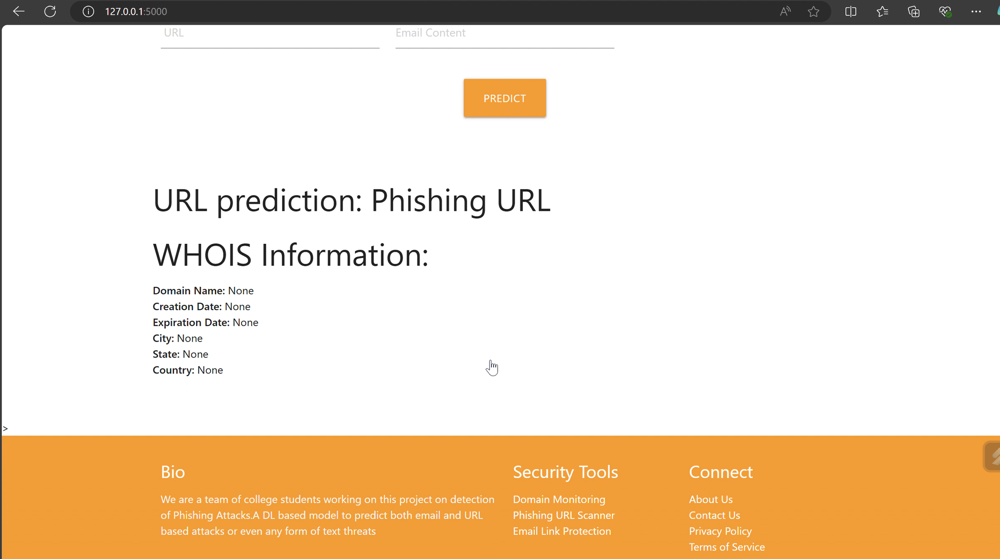 127.0.0.1:5000
URL Email Content
PREDICT
URL prediction: Phishing URL
WHOIS Information:
Domain Name: None
Creation Date: None
Expiration Date: None
City: None
State: None
Country: None
>
Bio
We are a team of college students working on this project on detection
of Phishing Attacks.A DL based model to predict both email and URL
based attacks or even any form of text threats
Security Tools
Domain Monitoring
Phishing URL Scanner
Email Link Protection
Connect
About Us
Contact Us
Privacy Policy
Terms of Service